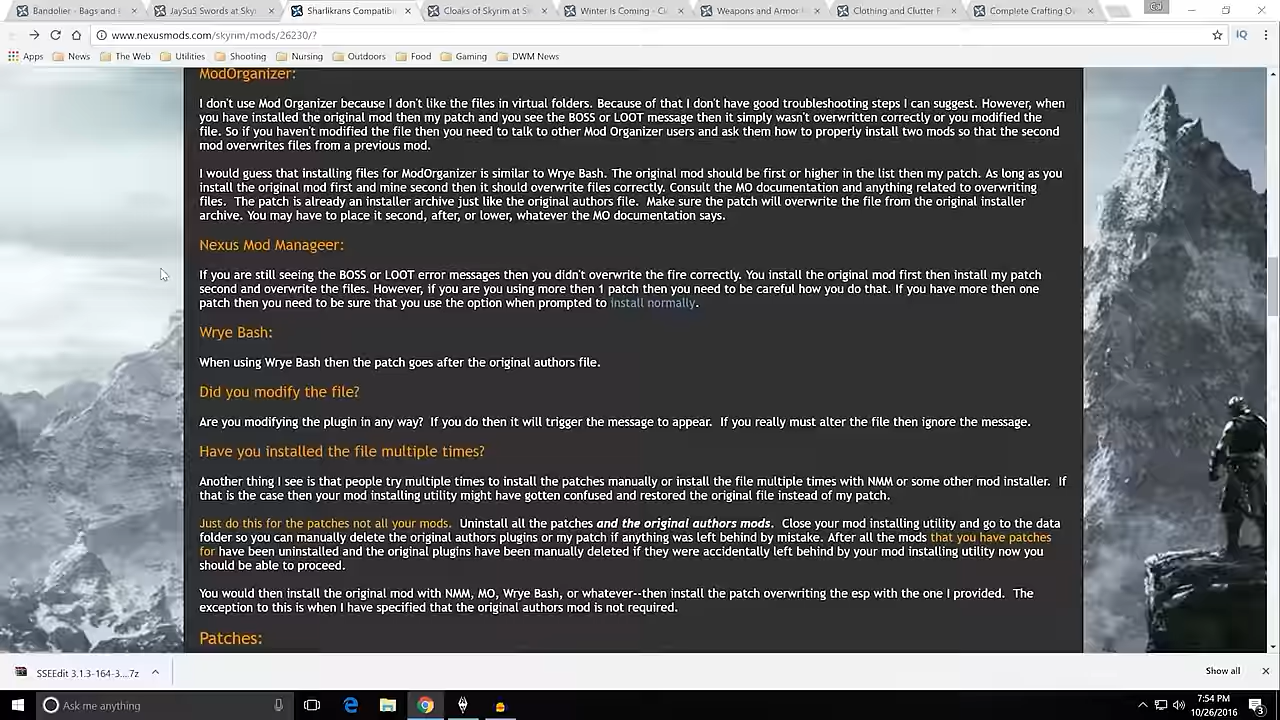 Bandolier - Bags and
JaySuS Swords at Sky
Sharlikrans Compatib
Cloaks of Skyrim at S
Winter Is Coming - C
Weapons and Armor
Clothing and Clutter F
Complete Crafting O
www.nexusmods.com/skyrim/mods/26230/?
IQ
Apps News The Web Utilities Shooting Nursing Outdoors Food Gaming DWM News
ModOrganizer:
I don't use Mod Organizer because I don't like the files in virtual folders. Because of that I don't have good troubleshooting steps I can suggest. However, when
you have installed the original mod then my patch and you see the BOSS or LOOT message then it simply wasn't overwritten correctly or you modified the
file. So if you haven't modified the file then you need to talk to other Mod Organizer users and ask them how to properly install two mods so that the second
mod overwrites files from a previous mod.
I would guess that installing files for ModOrganizer is similar to Wrye Bash. The original mod should be first or higher in the list then my patch. As long as you
install the original mod first and mine second then it should overwrite files correctly. Consult the MO documentation and anything related to overwriting
files. The patch is already an installer archive just like the original authors file. Make sure the patch will overwrite the file from the original installer
archive. You may have to place it second, after, or lower, whatever the MO documentation says.
Nexus Mod Manageer:
If you are still seeing the BOSS or LOOT error messages then you didn't overwrite the fire correctly. You install the original mod first then install my patch
second and overwrite the files. However, if you are you using more then 1 patch then you need to be careful how you do that. If you have more then one
patch then you need to be sure that you use the option when prompted to install normally.
Wrye Bash:
When using Wrye Bash then the patch goes after the original authors file.
Did you modify the file?
Are you modifying the plugin in any way? If you do then it will trigger the message to appear. If you really must alter the file then ignore the message.
Have you installed the file multiple times?
Another thing I see is that people try multiple times to install the patches manually or install the file multiple times with NMM or some other mod installer. If
that is the case then your mod installing utility might have gotten confused and restored the original file instead of my patch.
Just do this for the patches not all your mods. Uninstall all the patches and the original authors mods. Close your mod installing utility and go to the data
folder so you can manually delete the original authors plugins or my patch if anything was left behind by mistake. After all the mods that you have patches
for have been uninstalled and the original plugins have been manually deleted if they were accidentally left behind by your mod installing utility now you
should be able to proceed.
You would then install the original mod with NMM, MO, Wrye Bash, or whatever--then install the patch overwriting the esp with the one I provided. The
exception to this is when I have specified that the original authors mod is not required.
Patches:
SSEEdit 3.1.3-164-3....7z
Show all
Ask me anything
7:54 PM
10/26/2016
3